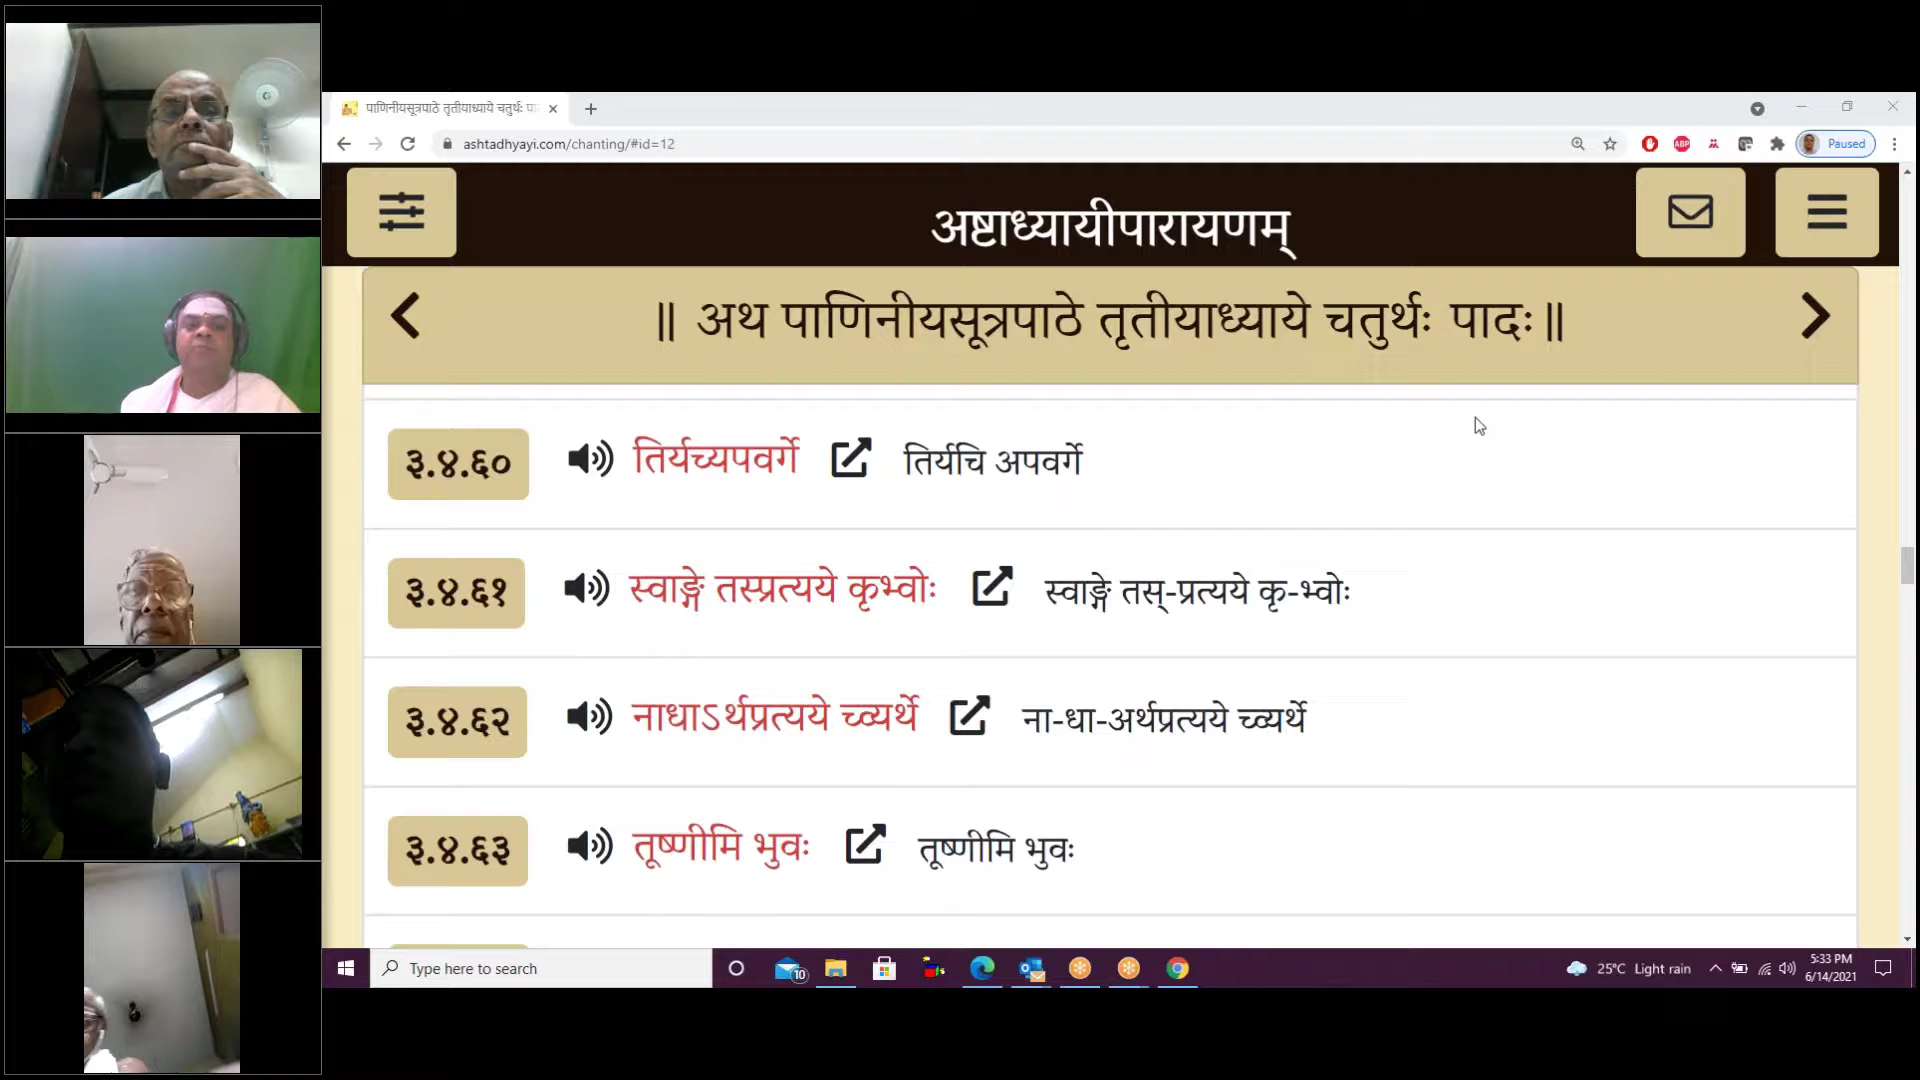 पाणिनीयसूत्रपाठे तृतीयाध्याये चतुर्थः पा
ashtadhyayi.com/chanting/#id=12
ABP
Paused
अष्टाध्यायीपारायणम्
॥ अथ पाणिनीयसूत्रपाठे तृतीयाध्याये चतुर्थः पादः॥
३.४.६० तिर्यच्यपवर्गे तिर्यचि अपवर्गे
३.४.६१ स्वाङ्गे तस्प्रत्यये कृभ्वोः स्वाङ्गे तस्-प्रत्यये कृ-भ्वोः
३.४.६२ नाधाऽर्थप्रत्यये च्व्यर्थे ना-धा-अर्थप्रत्यये च्व्यर्थे
३.४.६३ तूष्णीमि भुवः तूष्णीमि भुवः
Type here to search
10
25°C Light rain
5:33 PM
6/14/2021